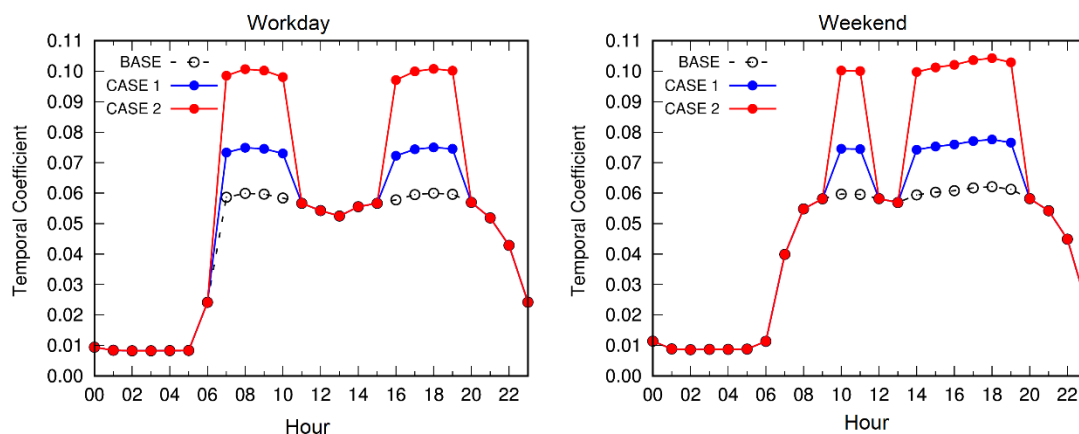 Workday
0.11
0.10
0.09
0.08
0.07
0.06
0.05
0.04
0.03
0.02
0.01
0.00
Temporal Coefficient
BASE
CASE 1
CASE 2
00 02 04 06 08 10 12 14 16 18 20 22
Hour
Weekend
0.11
0.10
0.09
0.08
0.07
0.06
0.05
0.04
0.03
0.02
0.01
0.00
Temporal Coefficient
BASE
CASE 1
CASE 2
00 02 04 06 08 10 12 14 16 18 20 22
Hour